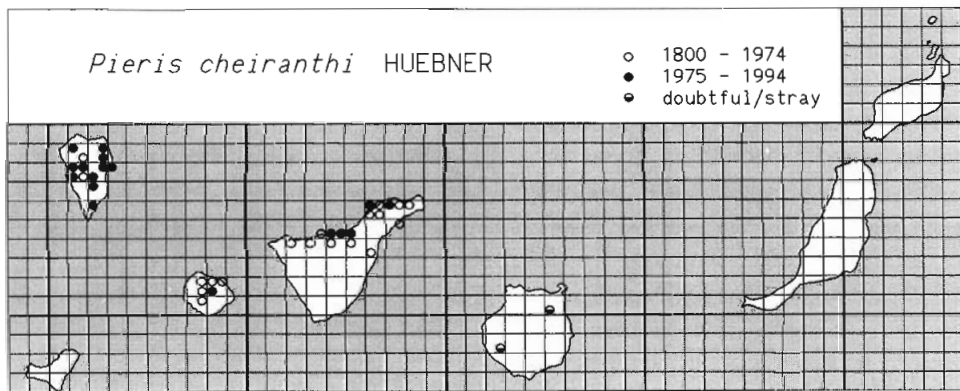 Pieris cheiranthi HUEBNER
○ 1800 - 1974
● 1975 - 1994
◒ doubtful/stray